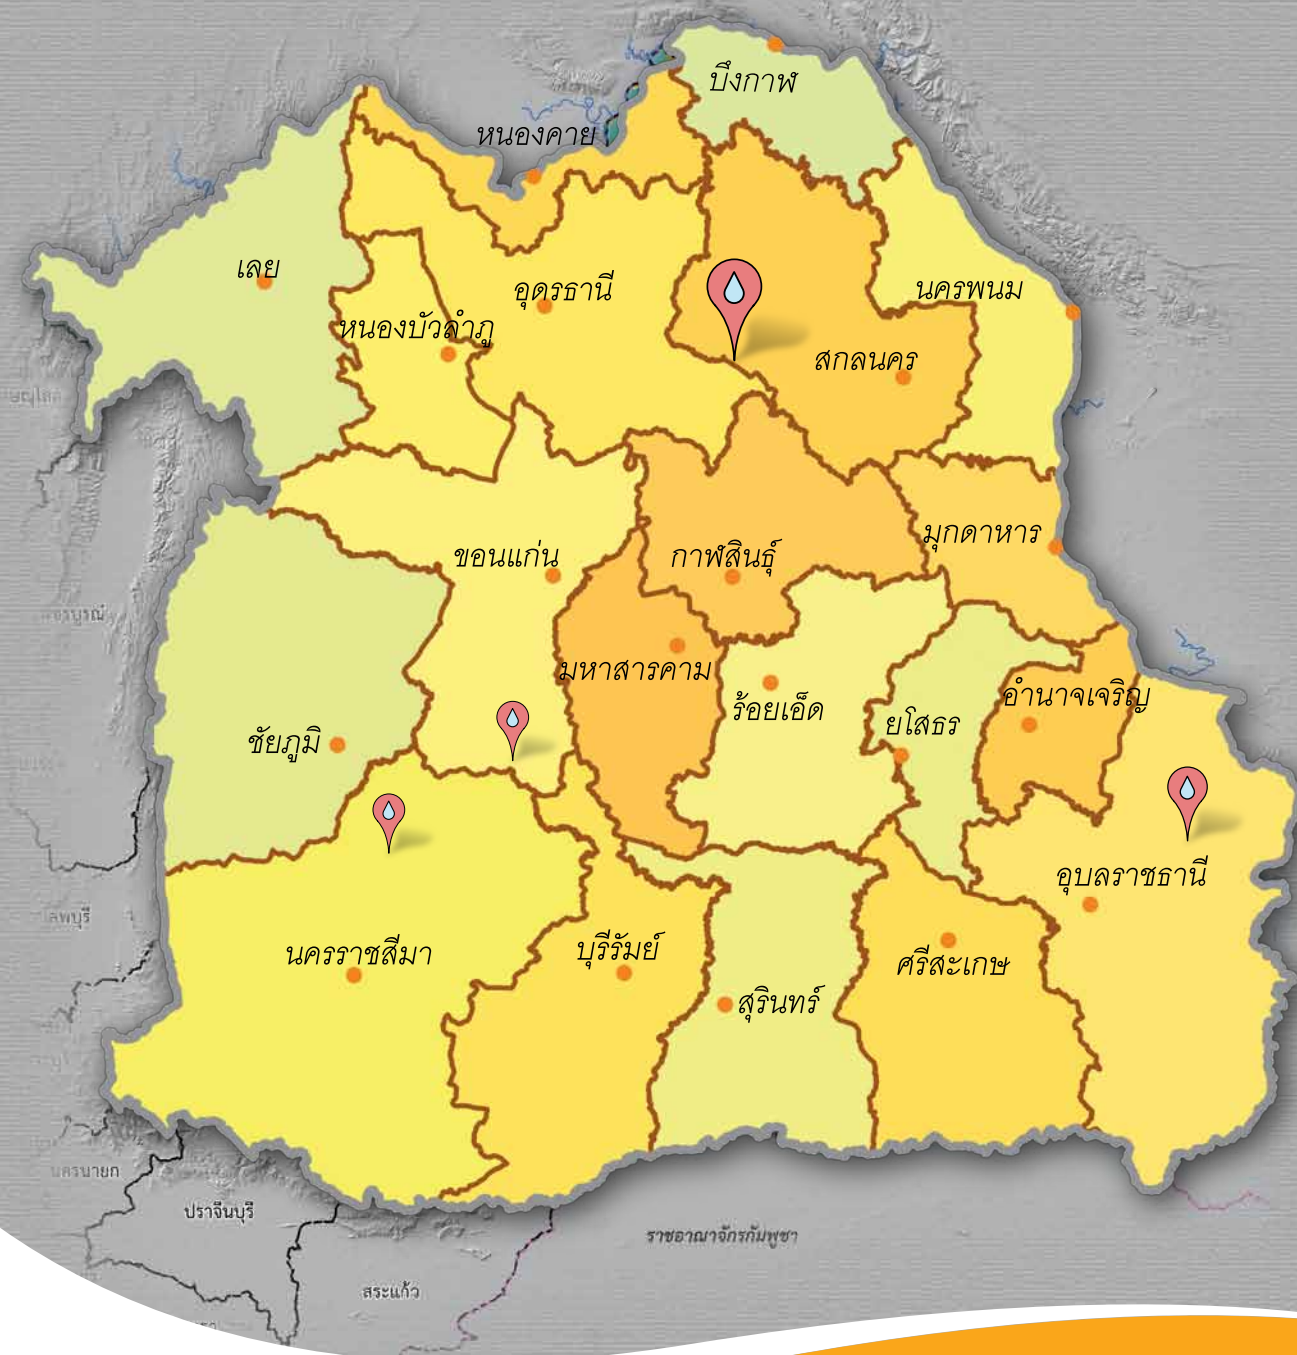 บึงกาฬ
หนองคาย
เลย
อุดรธานี
นครพนม
หนองบัวลำภู
สกลนคร
มุกดาหาร
ขอนแก่น
กาฬสินธุ์
มหาสารคาม
อำนาจเจริญ
ร้อยเอ็ด
ยโสธร
ชัยภูมิ
อุบลราชธานี
นครราชสีมา
บุรีรัมย์
ศรีสะเกษ
สุรินทร์
นครนายก
ปราจีนบุรี
ราชอาณาจักรกัมพูชา
สระแก้ว